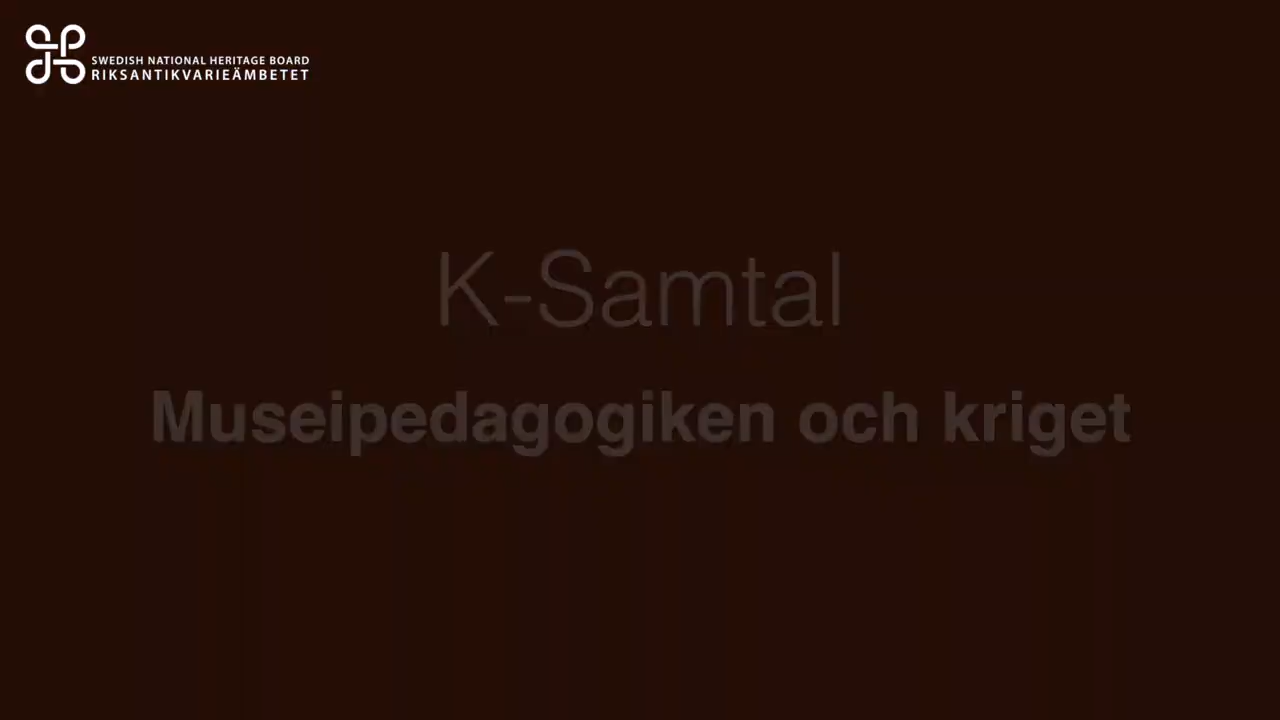 SWEDISH NATIONAL HERITAGE BOARD
RIKSANTIKVARIEÄMBETET
K-Samtal
Museipedagogiken och kriget